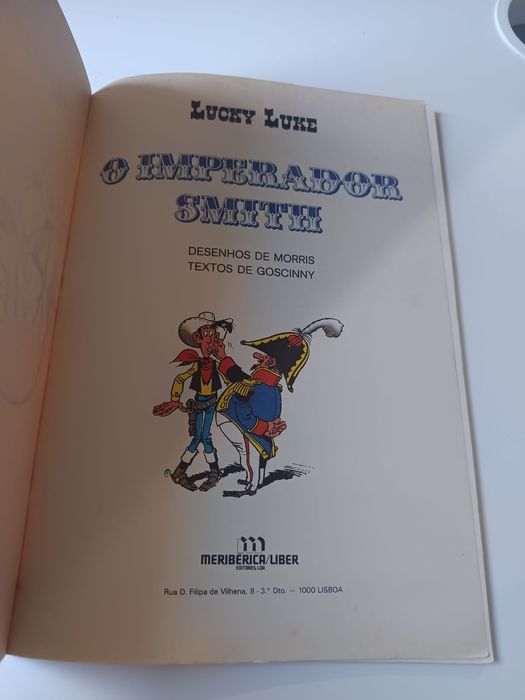 LUCKY LUKE
O IMPERADOR
SMITH
DESENHOS DE MORRIS
TEXTOS DE GOSCINNY
m
MERIBÉRICA/LIBER
EDITORES, LDA.
Rua D. Filipa de Vilhena, 8 - 3.º Dto. — 1000 LISBOA